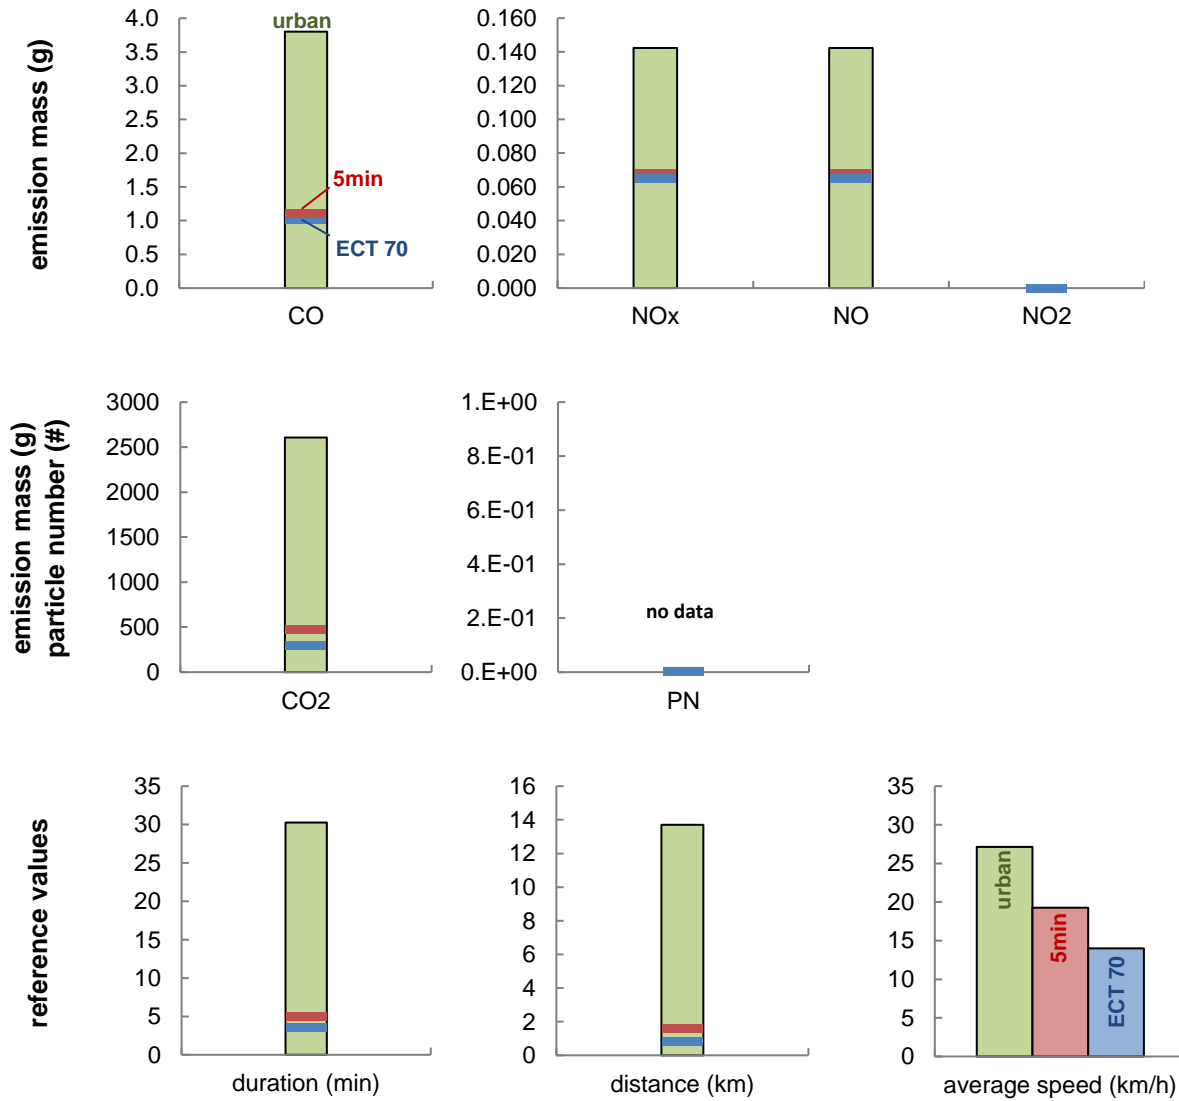 emission mass (g)
4.0
3.5
3.0
2.5
2.0
1.5
1.0
0.5
0.0
urban
5min
ECT 70
CO
0.160
0.140
0.120
0.100
0.080
0.060
0.040
0.020
0.000
NOx
NO
NO2
emission mass (g)
particle number (#)
3000
2500
2000
1500
1000
500
0
CO2
1.E+00
8.E-01
6.E-01
4.E-01
2.E-01
0.E+00
no data
PN
reference values
35
30
25
20
15
10
5
0
duration (min)
16
14
12
10
8
6
4
2
0
distance (km)
35
30
25
20
15
10
5
0
urban
5min
ECT 70
average speed (km/h)